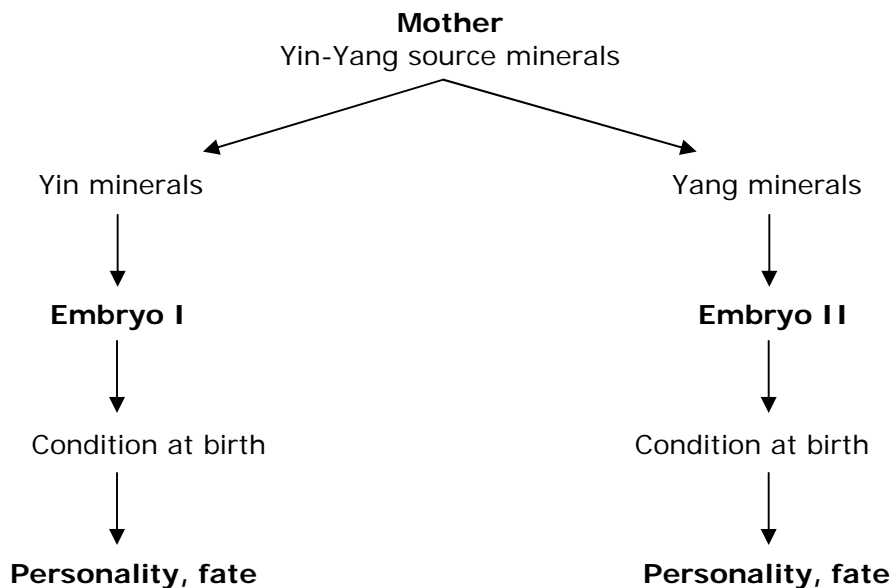 Mother
Yin-Yang source minerals
Yin minerals
Yang minerals
Embryo I
Embryo II
Condition at birth
Condition at birth
Personality, fate
Personality, fate